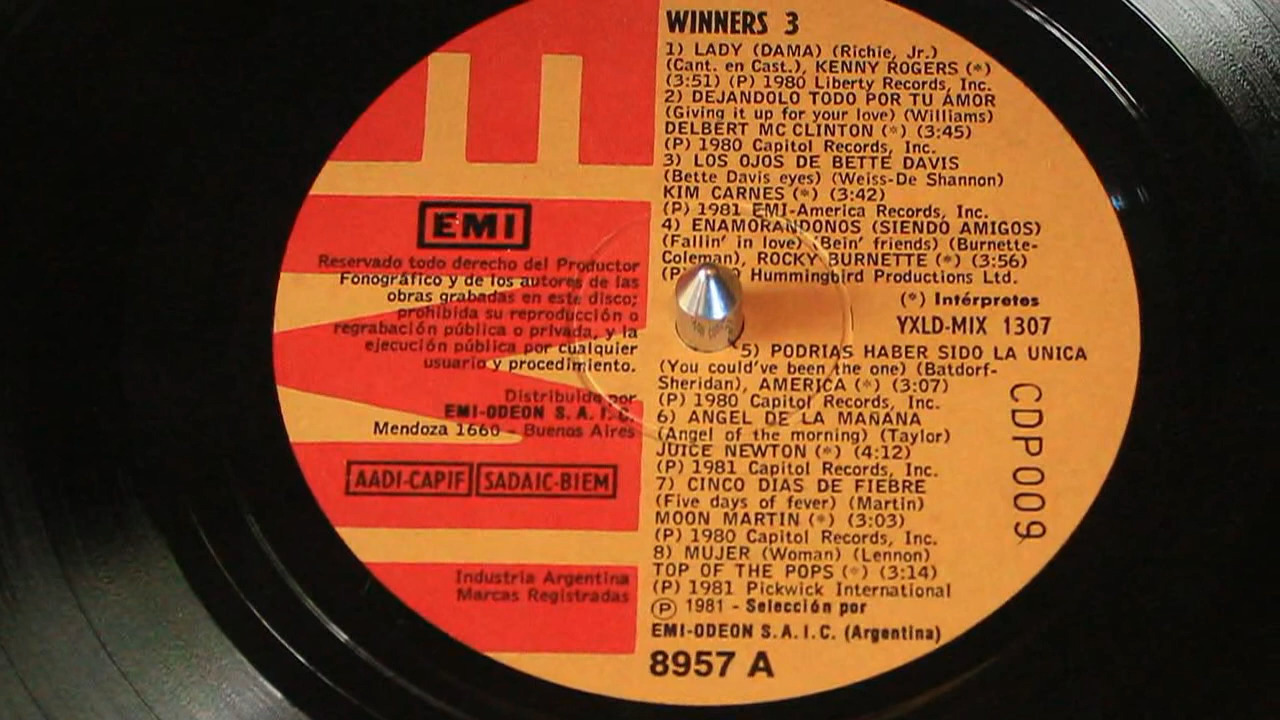 WINNERS 3
1) LADY (DAMA) (Richie, Jr.)
(Cant. en Cast.), KENNY ROGERS (*)
(3:51) (P) 1980 Liberty Records, Inc.
2) DEJANDOLO TODO POR TU AMOR
(Giving it up for your love) (Williams)
DELBERT MC CLINTON (*) (3:45)
(P) 1980 Capitol Records, Inc.
3) LOS OJOS DE BETTE DAVIS
(Bette Davis eyes) (Weiss-De Shannon)
KIM CARNES (*) (3:42)
(P) 1981 EMI-America Records, Inc.
4) ENAMORANDONOS (SIENDO AMIGOS)
(Fallin' in love) (Bein' friends) (Burnette-
Coleman), ROCKY BURNETTE (*) (3:56)
Hummingbird Productions Ltd.
(*) Intérpretes
YXLD-MIX 1307
5) PODRIAS HABER SIDO LA UNICA
(You could've been the one) (Batdorf-
Sheridan), AMERICA (*) (3:07)
(P) 1980 Capitol Records, Inc.
6) ANGEL DE LA MAÑANA
(Angel of the morning) (Taylor)
JUICE NEWTON (*) (4:12)
(P) 1981 Capitol Records, Inc.
7) CINCO DIAS DE FIEBRE
(Five days of fever) (Martin)
MOON MARTIN (*) (3:03)
(P) 1980 Capitol Records, Inc.
8) MUJER (Woman) (Lennon)
TOP OF THE POPS (*) (3:14)
(P) 1981 Pickwick International
Ⓟ 1981 - Selección por
EMI-ODEON S.A.I.C. (Argentina)
8957 A
CDP009
EMI
EMI
Reservado todo derecho del Productor
Fonográfico y de los autores de las
obras grabadas en este disco;
prohibida su reproducción o
regrabación pública o privada, y la
ejecución pública por cualquier
usuario y procedimiento.
Distribuido por
EMI-ODEON S.A.I.C.
Mendoza 1660 - Buenos Aires
AADI-CAPIF SADAIC-BIEM
Industria Argentina
Marcas Registradas